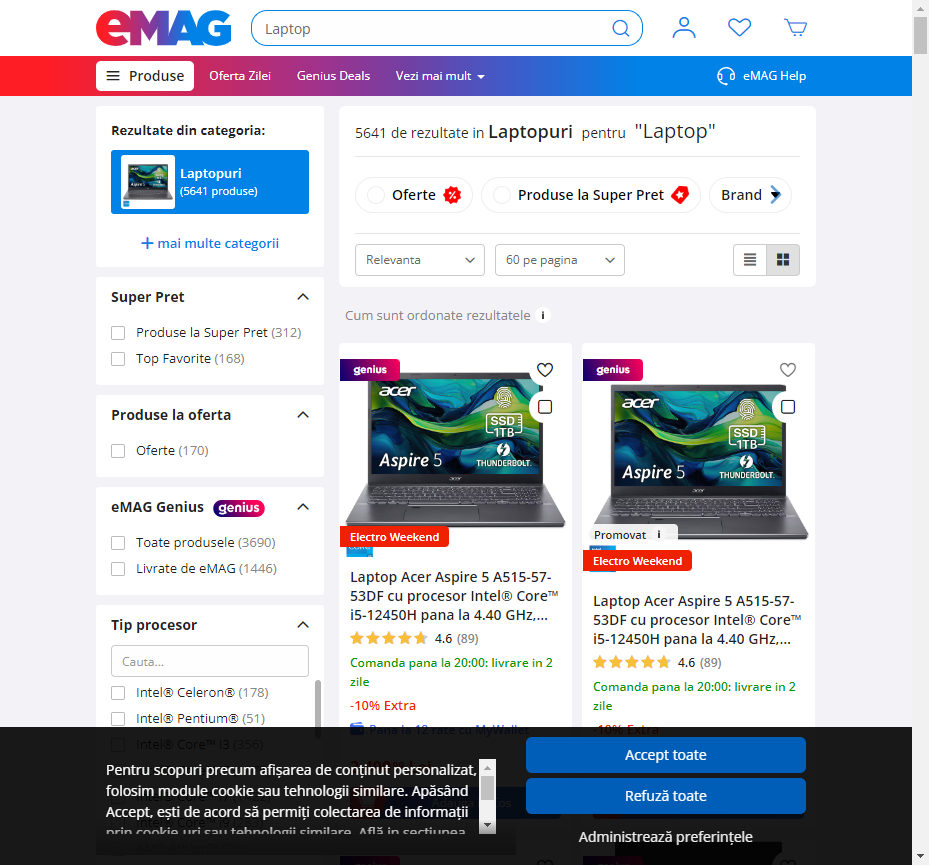 eMAG
Laptop
Produse
Oferta Zilei
Genius Deals
Vezi mai mult
eMAG Help
Rezultate din categoria:
Laptopuri
(5641 produse)
+ mai multe categorii
Super Pret
Produse la Super Pret (312)
Top Favorite (168)
Produse la oferta
Oferte (170)
eMAG Genius genius
Toate produsele (3690)
Livrate de eMAG (1446)
Tip procesor
Cauta...
Intel® Celeron® (178)
Intel® Pentium® (51)
Intel® Core™ i3 (356)
5641 de rezultate in Laptopuri pentru "Laptop"
Oferte
Produse la Super Pret
Brand
Relevanta
60 pe pagina
Cum sunt ordonate rezultatele i
genius
acer
SSD
1TB
Aspire 5
THUNDERBOLT.
acer
Electro Weekend
Laptop Acer Aspire 5 A515-57-
53DF cu procesor Intel® Core™
i5-12450H pana la 4.40 GHz,...
4.6 (89)
Comanda pana la 20:00: livrare in 2
zile
-10% Extra
Pana la 12 rate cu MyWallet
genius
acer
SSD
1TB
Aspire 5
THUNDERBOLT.
acer
Promovat i
Electro Weekend
Laptop Acer Aspire 5 A515-57-
53DF cu procesor Intel® Core™
i5-12450H pana la 4.40 GHz,...
4.6 (89)
Comanda pana la 20:00: livrare in 2
zile
-10% Extra
Pentru scopuri precum afișarea de conținut personalizat,
folosim module cookie sau tehnologii similare. Apăsând
Accept, ești de acord să permiți colectarea de informații
prin cookie-uri sau tehnologii similare. Află in sectiunea
Accept toate
Refuză toate
Administrează preferințele